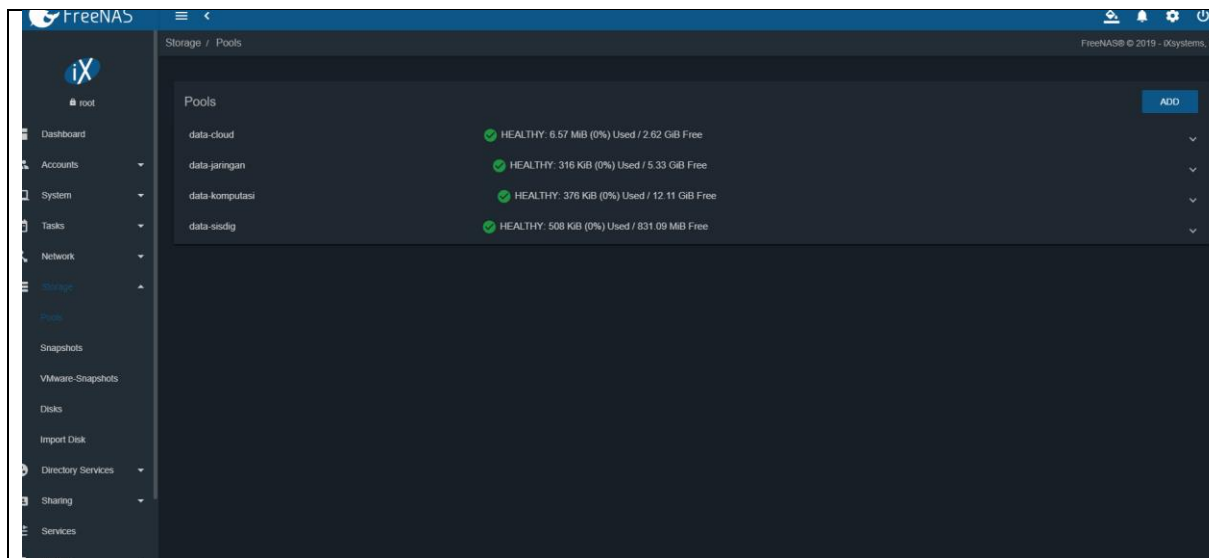 FreeNAS
Storage / Pools
FreeNAS® © 2019 - iXsystems,
iX
root
Dashboard
Accounts
System
Tasks
Network
Storage
Pools
Snapshots
VMware-Snapshots
Disks
Import Disk
Directory Services
Sharing
Services
Pools
ADD
data-cloud HEALTHY: 6.57 MiB (0%) Used / 2.62 GiB Free
data-jaringan HEALTHY: 316 KiB (0%) Used / 5.33 GiB Free
data-komputasi HEALTHY: 376 KiB (0%) Used / 12.11 GiB Free
data-sisdig HEALTHY: 508 KiB (0%) Used / 831.09 MiB Free